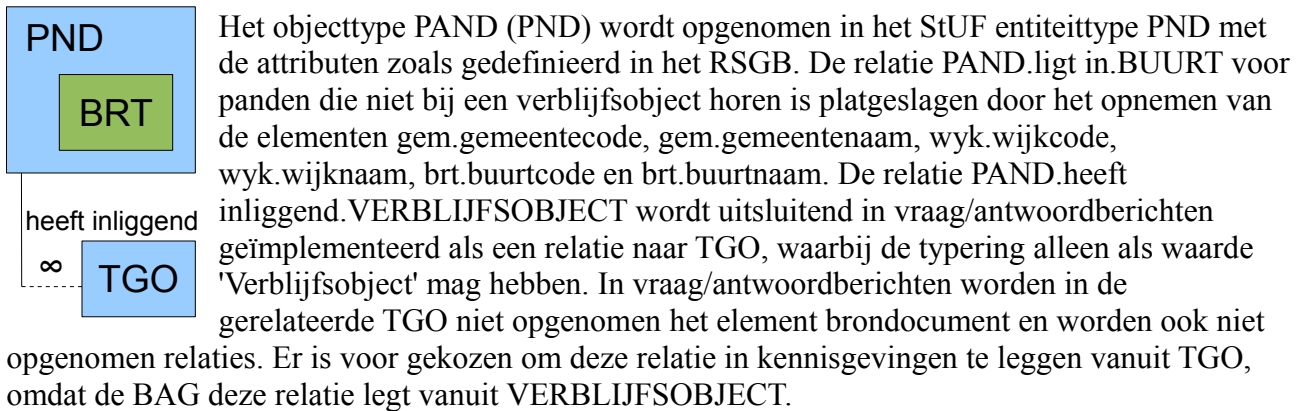 PND
BRT
heeft inliggend
∞
TGO
Het objecttype PAND (PND) wordt opgenomen in het StUF entiteittype PND met
de attributen zoals gedefinieerd in het RSGB. De relatie PAND.ligt in.BUURT voor
panden die niet bij een verblijfsobject horen is platgeslagen door het opnemen van
de elementen gem.gemeentecode, gem.gemeentenaam, wyk.wijkcode,
wyk.wijknaam, brt.buurtcode en brt.buurtnaam. De relatie PAND.heeft
inliggend.VERBLIJFSOBJECT wordt uitsluitend in vraag/antwoordberichten
geïmplementeerd als een relatie naar TGO, waarbij de typering alleen als waarde
'Verblijfsobject' mag hebben. In vraag/antwoordberichten worden in de
gerelateerde TGO niet opgenomen het element brondocument en worden ook niet
opgenomen relaties. Er is voor gekozen om deze relatie in kennisgevingen te leggen vanuit TGO,
omdat de BAG deze relatie legt vanuit VERBLIJFSOBJECT.